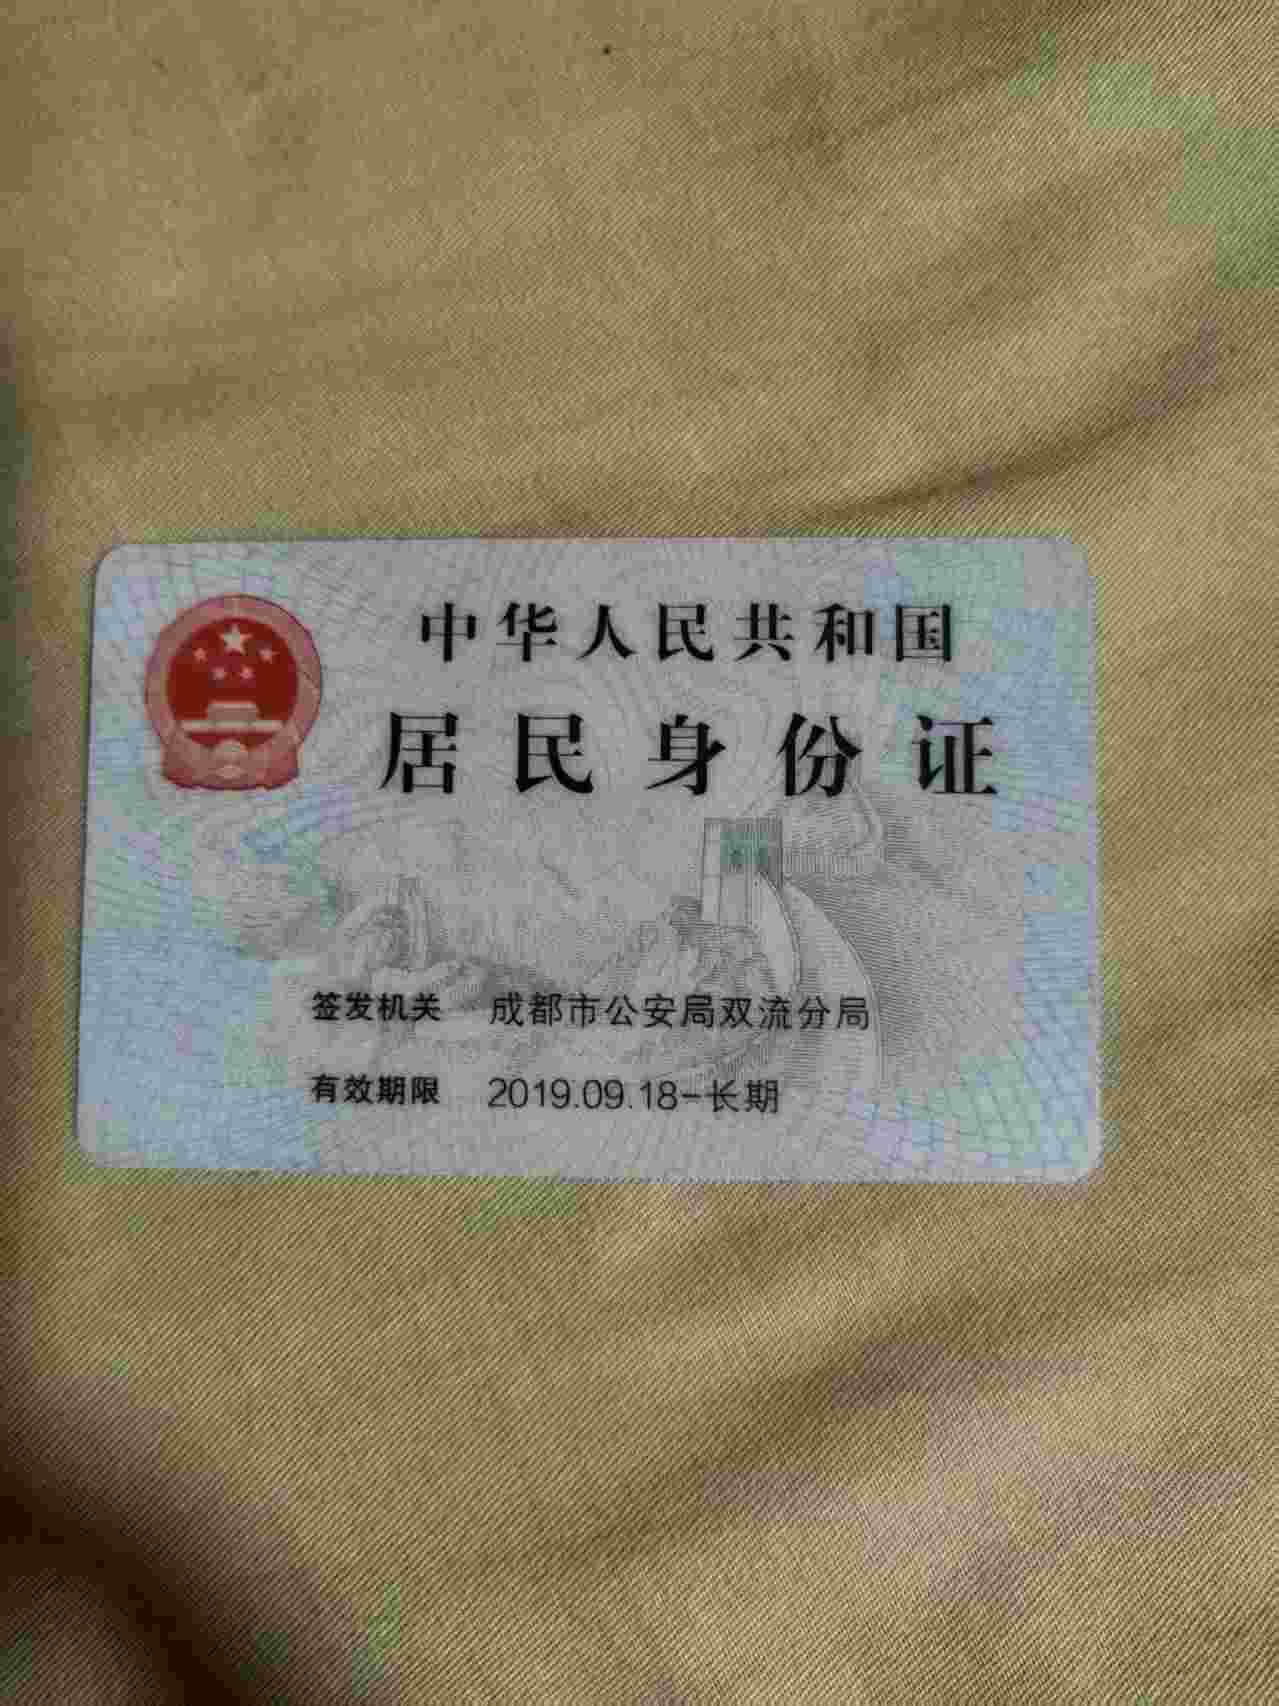 中华人民共和国
居民身份证
签发机关 成都市公安局双流分局
有效期限 2019.09.18-长期